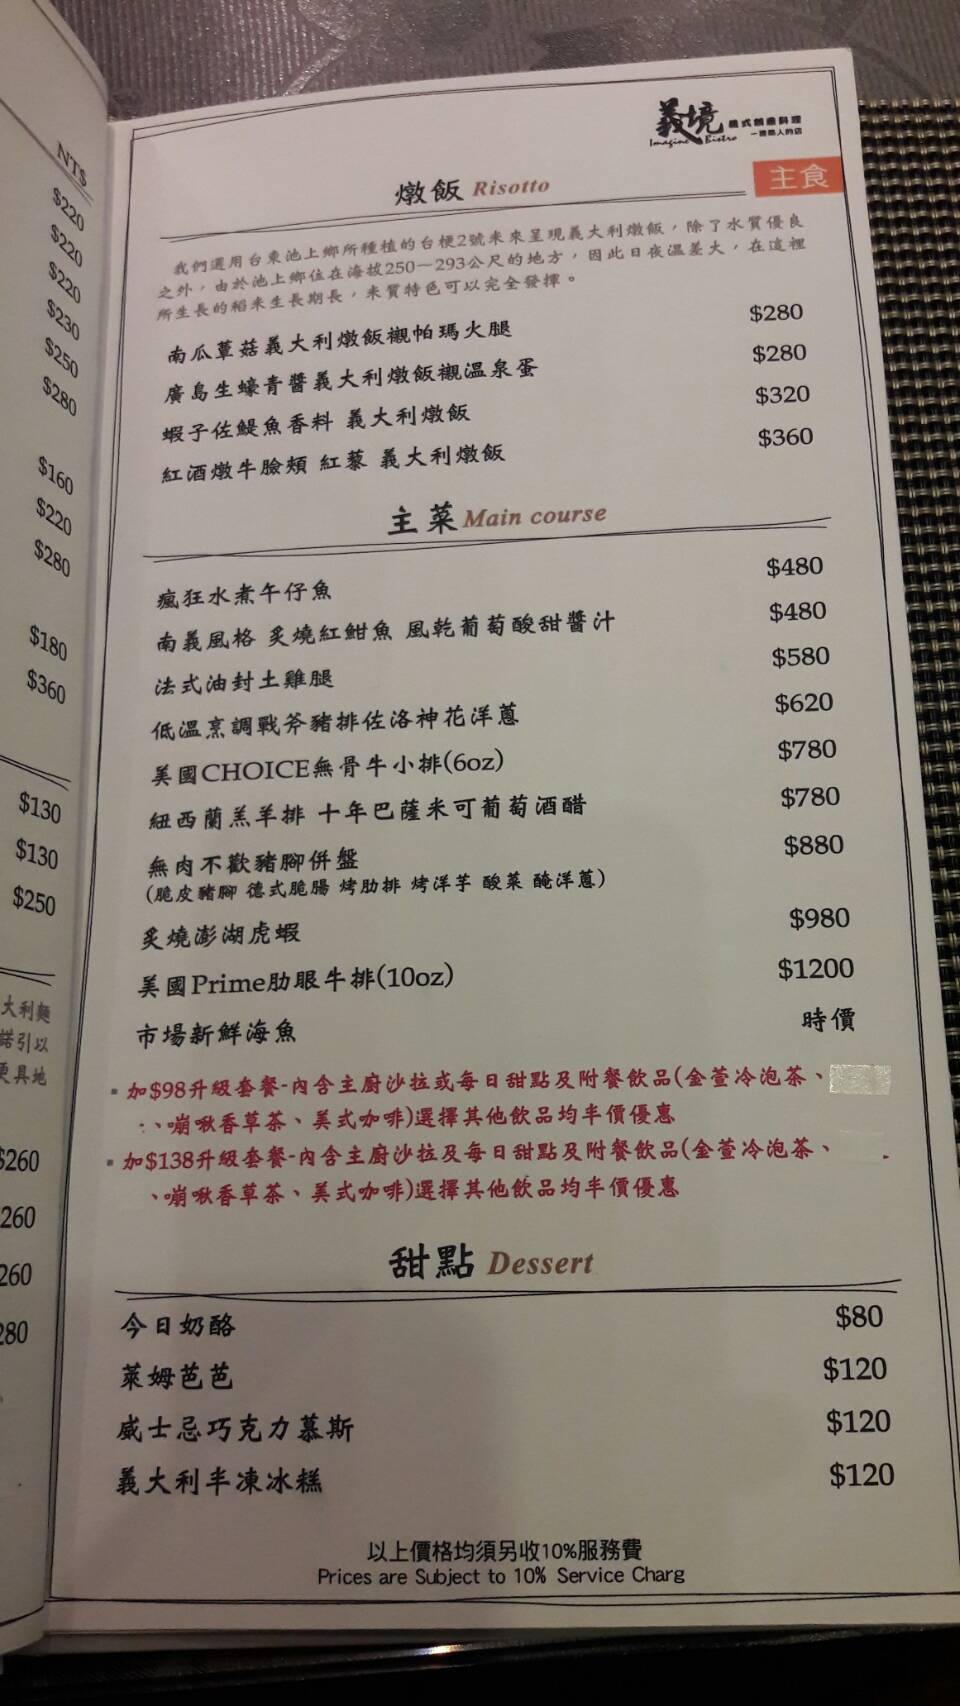 NT$
$220
$220
$220
$230
$250
$280
$160
$220
$280
$180
$360
$130
$130
$250
大利麵
諾引以
更具地
$260
260
260
280
義境 義式創意料理
Imagine Bistro
主食
燉飯 Risotto
我們選用台東池上鄉所種植的台梗2號米來呈現義大利燉飯，除了水質優良
之外，由於池上鄉位在海拔250—293公尺的地方，因此日夜溫差大，在這裡
所生長的稻米生長期長，米質特色可以完全發揮。
南瓜蕈菇義大利燉飯襯帕瑪火腿 $280
廣島生蠔青醬義大利燉飯襯溫泉蛋 $280
蝦子佐鯷魚香料 義大利燉飯 $320
紅酒燉牛臉頰 紅藜 義大利燉飯 $360
主菜 Main course
瘋狂水煮午仔魚 $480
南義風格 炙燒紅魽魚 風乾葡萄酸甜醬汁 $480
法式油封土雞腿 $580
低溫烹調戰斧豬排佐洛神花洋蔥 $620
美國CHOICE無骨牛小排(6oz) $780
紐西蘭羔羊排 十年巴薩米可葡萄酒醋 $780
無肉不歡豬腳併盤 $880
(脆皮豬腳 德式脆腸 烤肋排 烤洋芋 酸菜 醃洋蔥)
炙燒澎湖虎蝦 $980
美國Prime肋眼牛排(10oz) $1200
市場新鮮海魚 時價
▪加$98升級套餐-內含主廚沙拉或每日甜點及附餐飲品(金萱冷泡茶、
、嘣啾香草茶、美式咖啡)選擇其他飲品均半價優惠
▪加$138升級套餐-內含主廚沙拉及每日甜點及附餐飲品(金萱冷泡茶、
、嘣啾香草茶、美式咖啡)選擇其他飲品均半價優惠
甜點 Dessert
今日奶酪 $80
萊姆芭芭 $120
威士忌巧克力慕斯 $120
義大利半凍冰糕 $120
以上價格均須另收10%服務費
Prices are Subject to 10% Service Charg